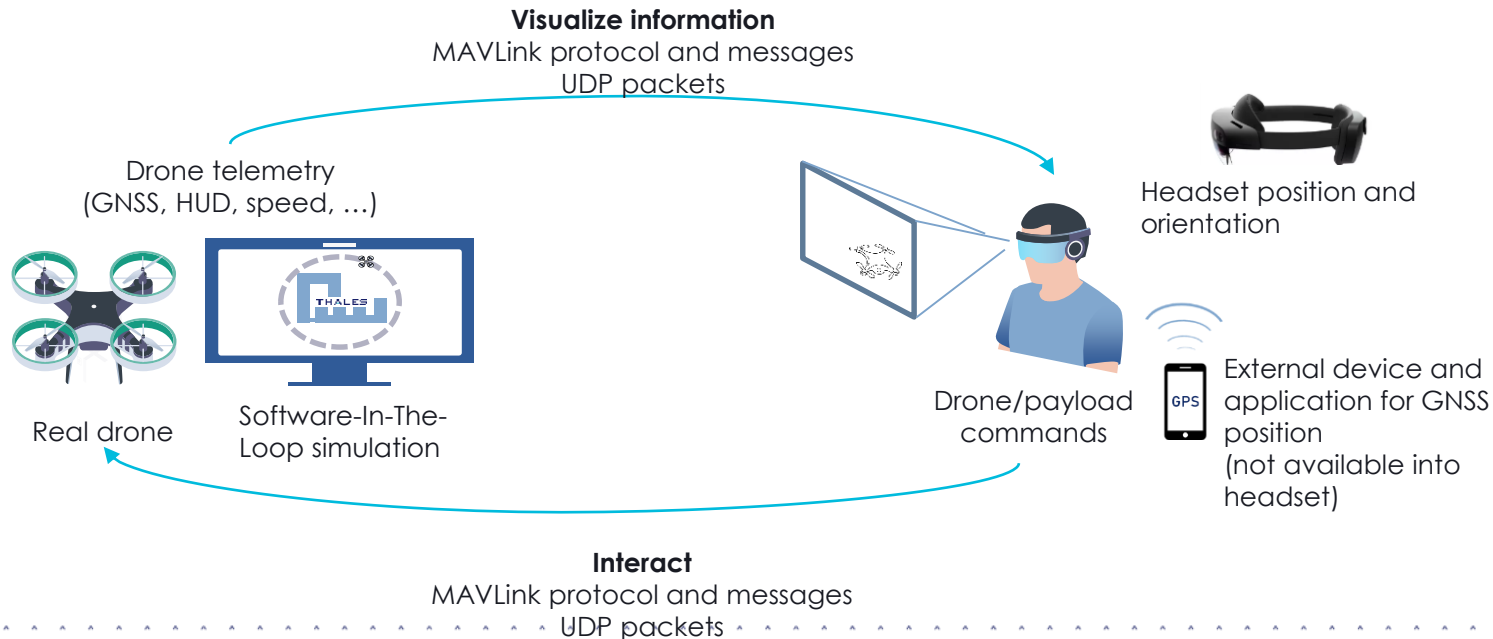 Visualize information
MAVLink protocol and messages
UDP packets
Drone telemetry
(GNSS, HUD, speed, …)
THALES
Real drone
Software-In-The-
Loop simulation
Headset position and
orientation
Drone/payload
commands
GPS
External device and
application for GNSS
position
(not available into
headset)
Interact
MAVLink protocol and messages
UDP packets